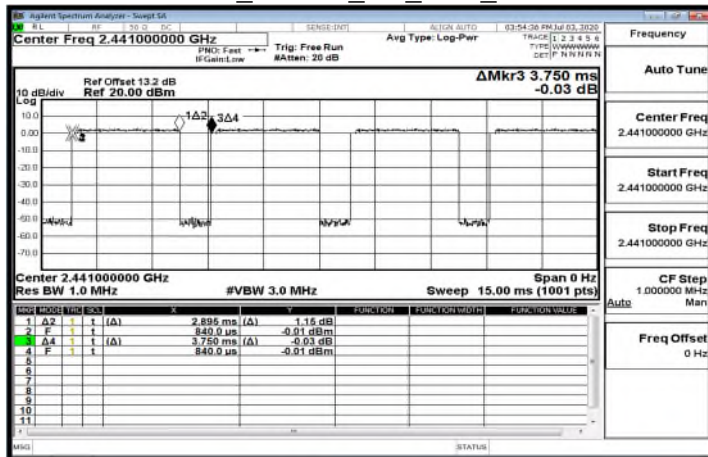 Agilent Spectrum Analyzer - Swept SA
RL RF 50 Ω DC SENSE:INT ALIGN AUTO 03:54:36 PM Jul 03, 2020
Center Freq 2.441000000 GHz
PNO: Fast
IFGain:Low
Trig: Free Run
#Atten: 20 dB
Avg Type: Log-Pwr
TRACE 1 2 3 4 5 6
TYPE WWWWWW
DET P N N N N N
Ref Offset 13.2 dB
Ref 20.00 dBm
ΔMkr3 3.750 ms
-0.03 dB
10 dB/div
Log
10.0
0.00
-10.0
-20.0
-30.0
-40.0
-50.0
-60.0
-70.0
1Δ2
3Δ4
Center 2.441000000 GHz
Span 0 Hz
Res BW 1.0 MHz
#VBW 3.0 MHz
Sweep 15.00 ms (1001 pts)
MKR MODE TRC SCL X Y FUNCTION FUNCTION WIDTH FUNCTION VALUE
1 Δ2 1 t (Δ) 2.895 ms (Δ) 1.15 dB
2 F 1 t 840.0 µs -0.01 dBm
3 Δ4 1 t (Δ) 3.750 ms (Δ) -0.03 dB
4 F 1 t 840.0 µs -0.01 dBm
5
6
7
8
9
10
11
MSG
STATUS
Frequency
Auto Tune
Center Freq
2.441000000 GHz
Start Freq
2.441000000 GHz
Stop Freq
2.441000000 GHz
CF Step
1.000000 MHz
Auto Man
Freq Offset
0 Hz